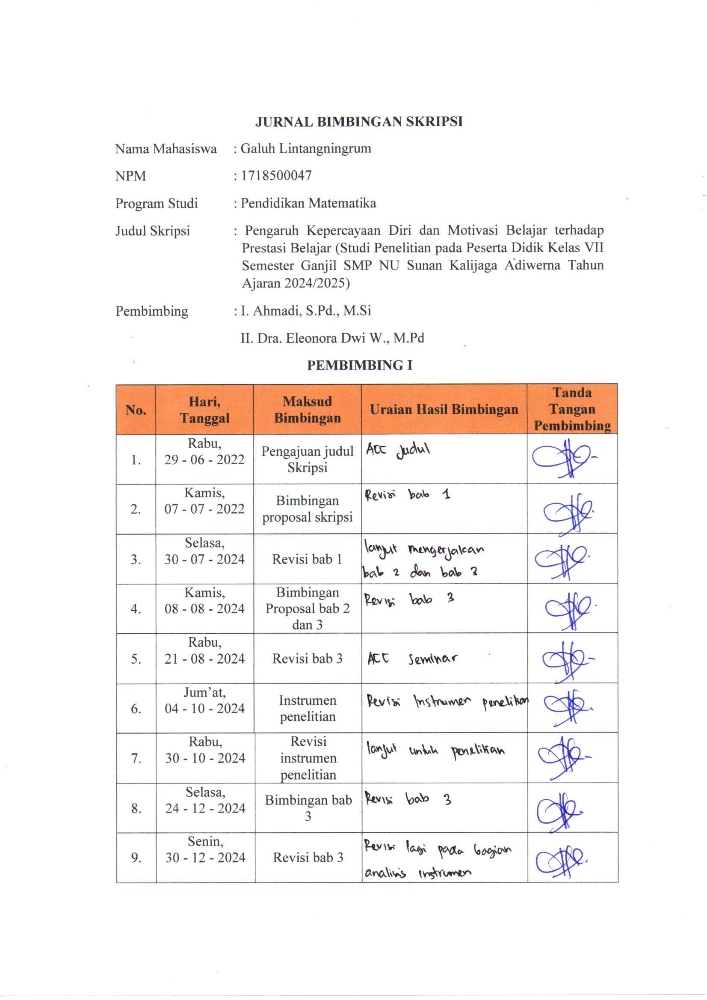 JURNAL BIMBINGAN SKRIPSI
Nama Mahasiswa : Galuh Lintangningrum
NPM : 1718500047
Program Studi : Pendidikan Matematika
Judul Skripsi : Pengaruh Kepercayaan Diri dan Motivasi Belajar terhadap
Prestasi Belajar (Studi Penelitian pada Peserta Didik Kelas VII
Semester Ganjil SMP NU Sunan Kalijaga Adiwerna Tahun
Ajaran 2024/2025)
Pembimbing : I. Ahmadi, S.Pd., M.Si
II. Dra. Eleonora Dwi W., M.Pd
PEMBIMBING I
No.
Hari,
Tanggal
Maksud
Bimbingan
Uraian Hasil Bimbingan
Tanda
Tangan
Pembimbing
1.
Rabu,
29 - 06 - 2022
Pengajuan judul
Skripsi
ACC judul
2.
Kamis,
07 - 07 - 2022
Bimbingan
proposal skripsi
Revisi bab 1
3.
Selasa,
30 - 07 - 2024
Revisi bab 1
lanjut mengerjakan
bab 2 dan bab 3
4.
Kamis,
08 - 08 - 2024
Bimbingan
Proposal bab 2
dan 3
Revisi bab 3
5.
Rabu,
21 - 08 - 2024
Revisi bab 3
ACC seminar
6.
Jum’at,
04 - 10 - 2024
Instrumen
penelitian
Revisi Instrumen penelitian
7.
Rabu,
30 - 10 - 2024
Revisi
instrumen
penelitian
lanjut untuk penelitian
8.
Selasa,
24 - 12 - 2024
Bimbingan bab
3
Revisi bab 3
9.
Senin,
30 - 12 - 2024
Revisi bab 3
Revisi lagi pada bagian
analisis instrumen